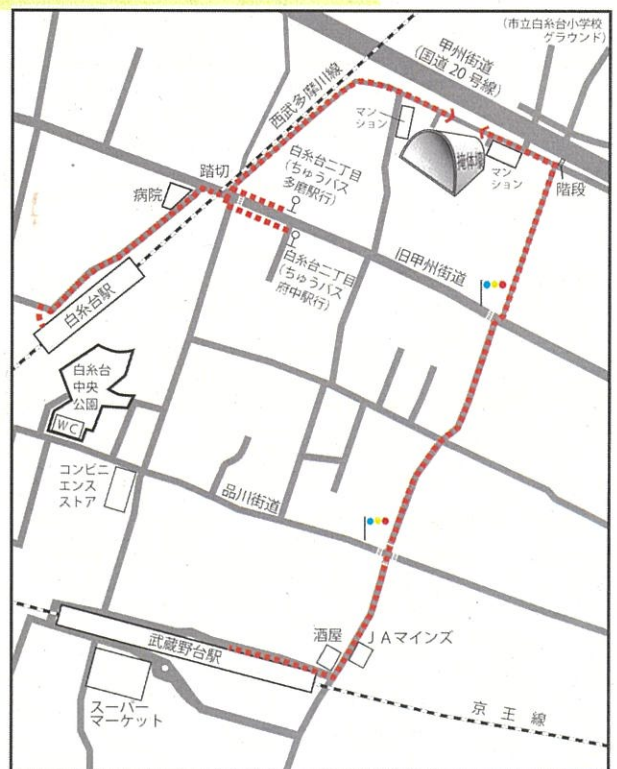 (市立白糸台小学校
グラウンド)
甲州街道
(国道20号線)
西武多摩川線
マン
ション
掩体壕
マン
ション
階段
踏切
病院
白糸台二丁目
(ちゅうバス
多磨駅行)
白糸台二丁目
(ちゅうバス
府中駅行)
旧甲州街道
白糸台駅
白糸台
中央
公園
WC
コンビニ
エンス
ストア
品川街道
酒屋
JAマインズ
武蔵野台駅
スーパー
マーケット
京王線